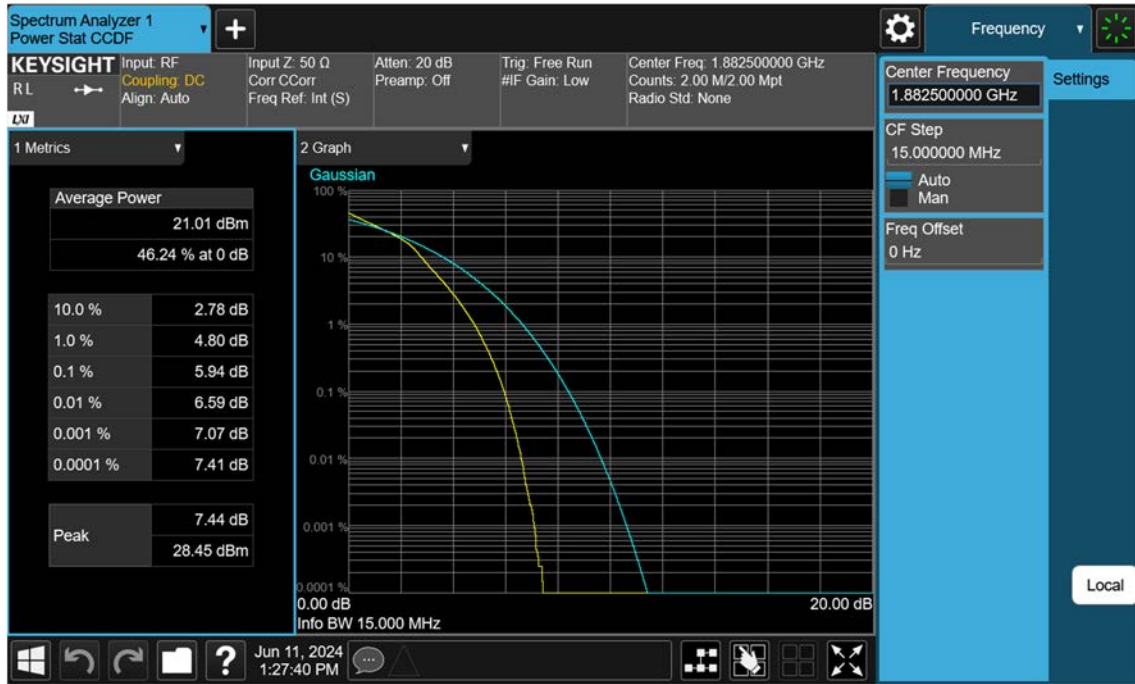 Spectrum Analyzer 1
Power Stat CCDF
+
Frequency
KEYSIGHT
RL
LXI
Input: RF
Coupling: DC
Align: Auto
Input Z: 50 Ω
Corr CCorr
Freq Ref: Int (S)
Atten: 20 dB
Preamp: Off
Trig: Free Run
#IF Gain: Low
Center Freq: 1.882500000 GHz
Counts: 2.00 M/2.00 Mpt
Radio Std: None
Center Frequency
1.882500000 GHz
Settings
CF Step
15.000000 MHz
Auto
Man
Freq Offset
0 Hz
Local
1 Metrics
Average Power
21.01 dBm
46.24 % at 0 dB
10.0 % 2.78 dB
1.0 % 4.80 dB
0.1 % 5.94 dB
0.01 % 6.59 dB
0.001 % 7.07 dB
0.0001 % 7.41 dB
Peak 7.44 dB
28.45 dBm
2 Graph
Gaussian
100 %
10 %
1 %
0.1 %
0.01 %
0.001 %
0.0001 %
0.00 dB 20.00 dB
Info BW 15.000 MHz
?
Jun 11, 2024
1:27:40 PM